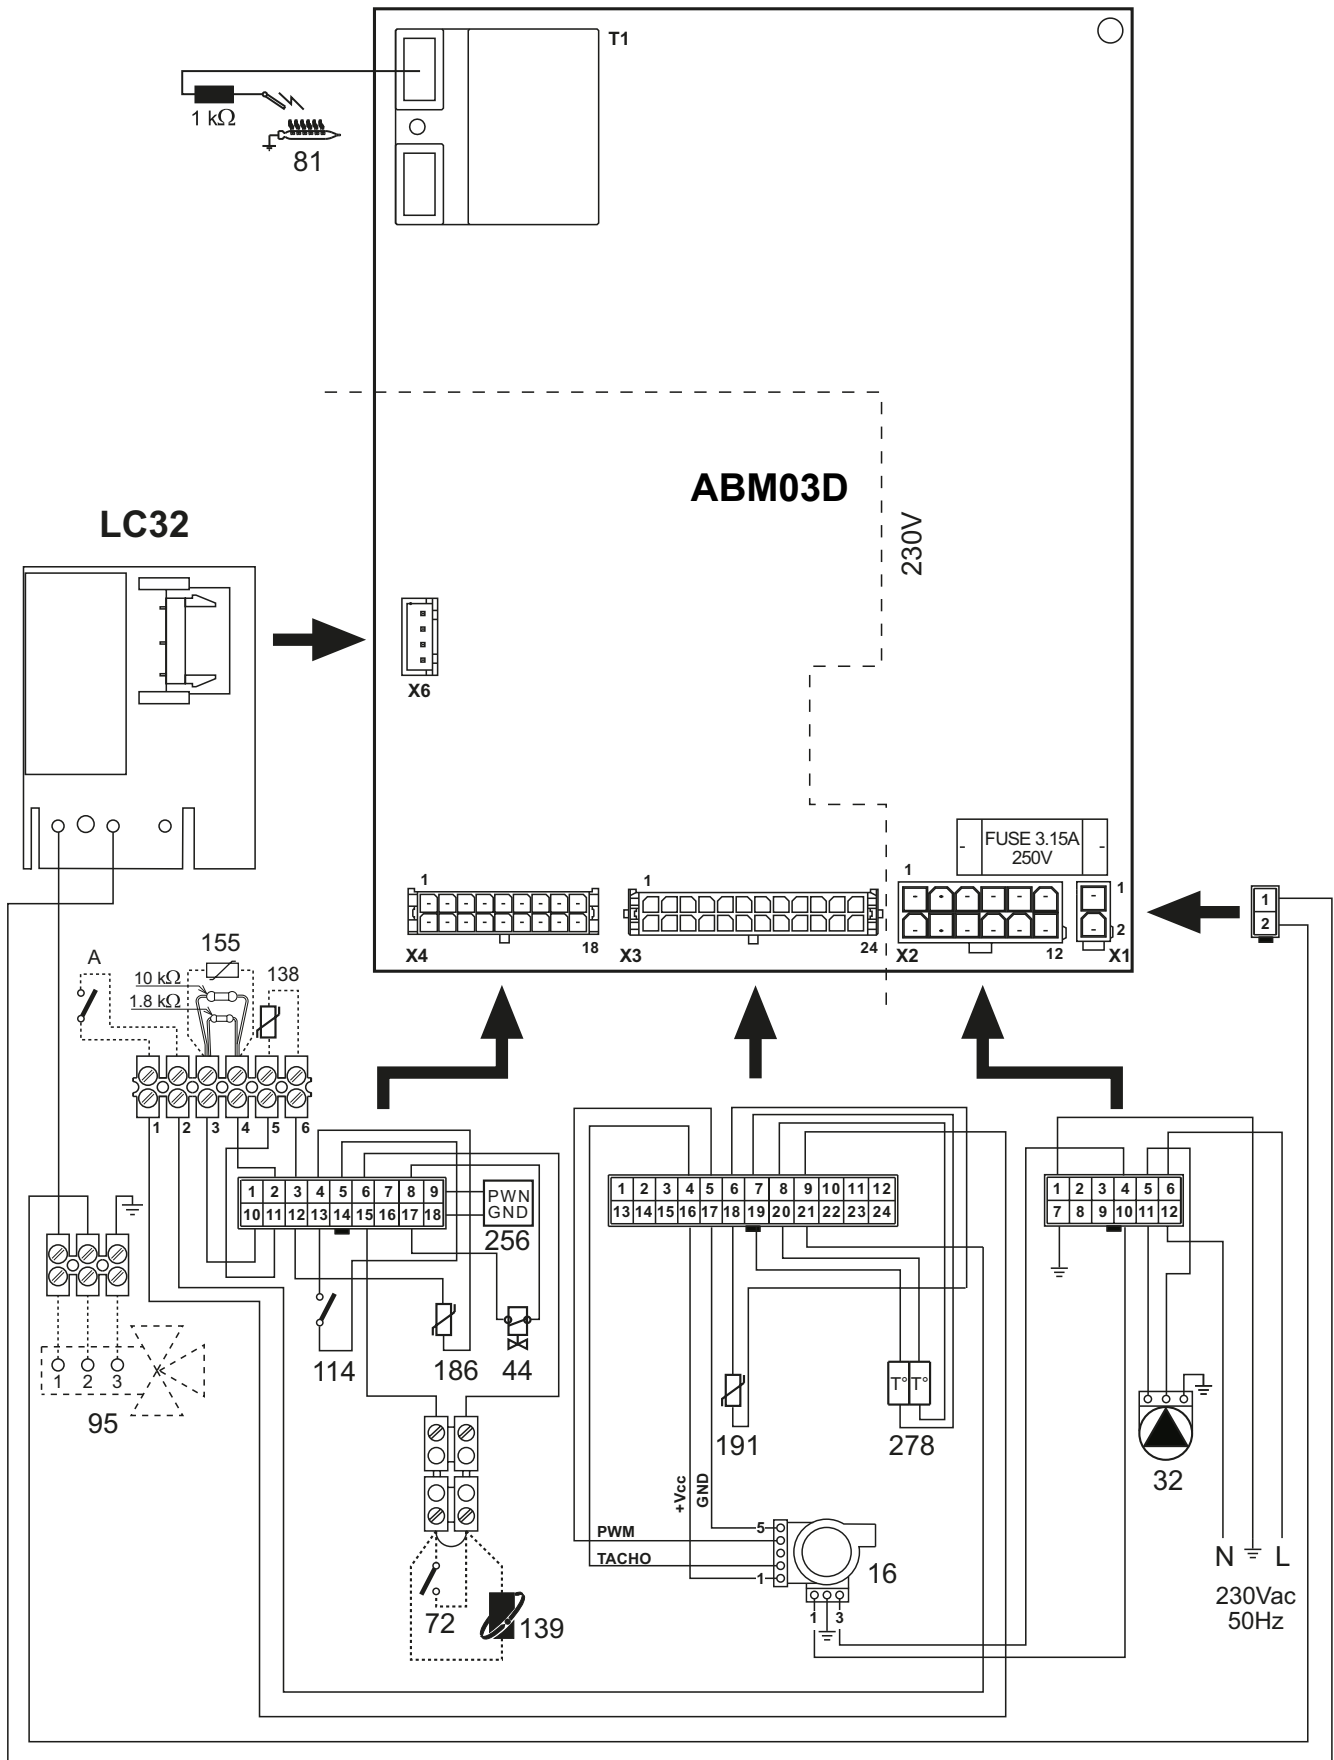 T1
1 kΩ
81
ABM03D
230V
LC32
X6
FUSE 3.15A
250V
1
18
X4
1
24
X3
1
12
X2
1
2
X1
1
2
A
155
10 kΩ
1.8 kΩ
138
1 2 3 4 5 6
1 2 3 4 5 6 7 8 9
10 11 12 13 14 15 16 17 18
PWN
GND
256
1 2 3 4 5 6 7 8 9 10 11 12
13 14 15 16 17 18 19 20 21 22 23 24
1 2 3 4 5 6
7 8 9 10 11 12
114
186
44
1 2 3
X
95
191
T° T°
278
32
+Vcc
GND
PWM
TACHO
5
1
16
1 3
72
139
N L
230Vac
50Hz